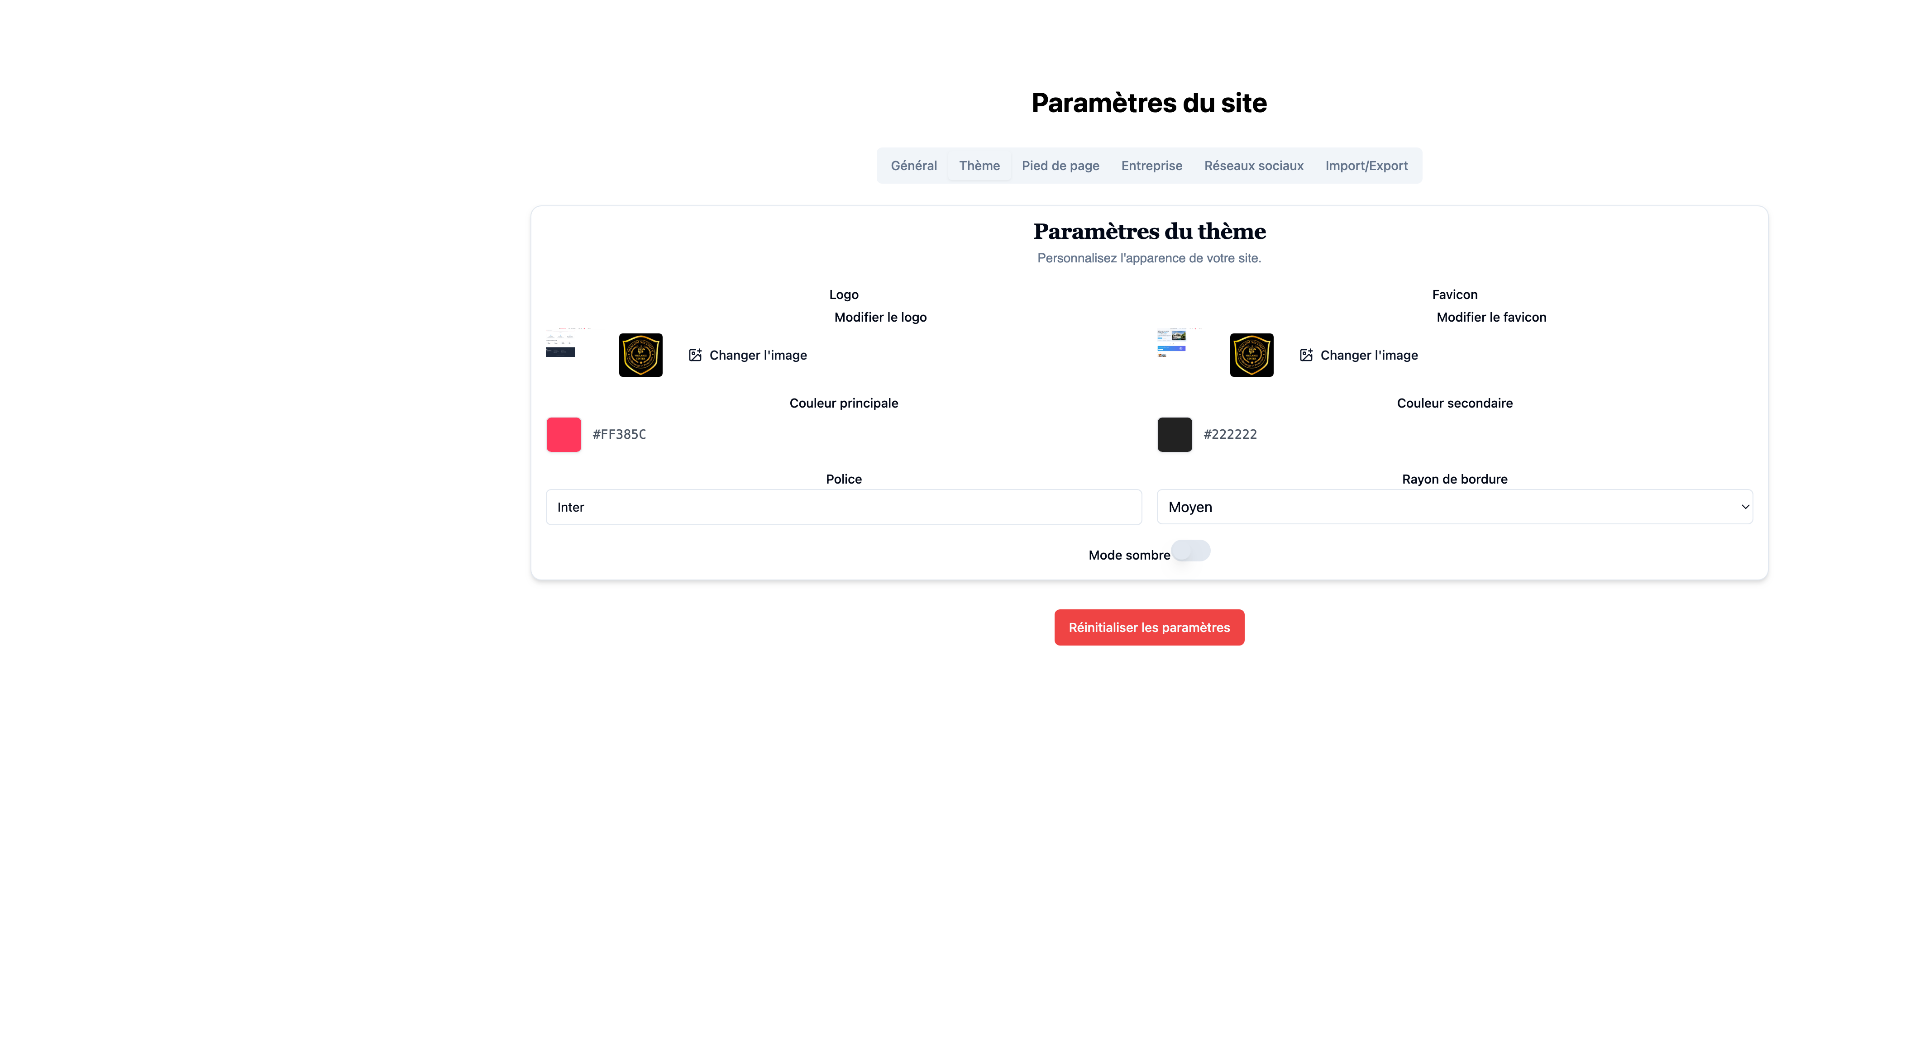 Paramètres du site
Général Thème Pied de page Entreprise Réseaux sociaux Import/Export
Paramètres du thème
Personnalisez l'apparence de votre site.
Logo
Modifier le logo
Changer l'image
Favicon
Modifier le favicon
Changer l'image
Couleur principale
#FF385C
Couleur secondaire
#222222
Police
Inter
Rayon de bordure
Moyen
Mode sombre
Réinitialiser les paramètres